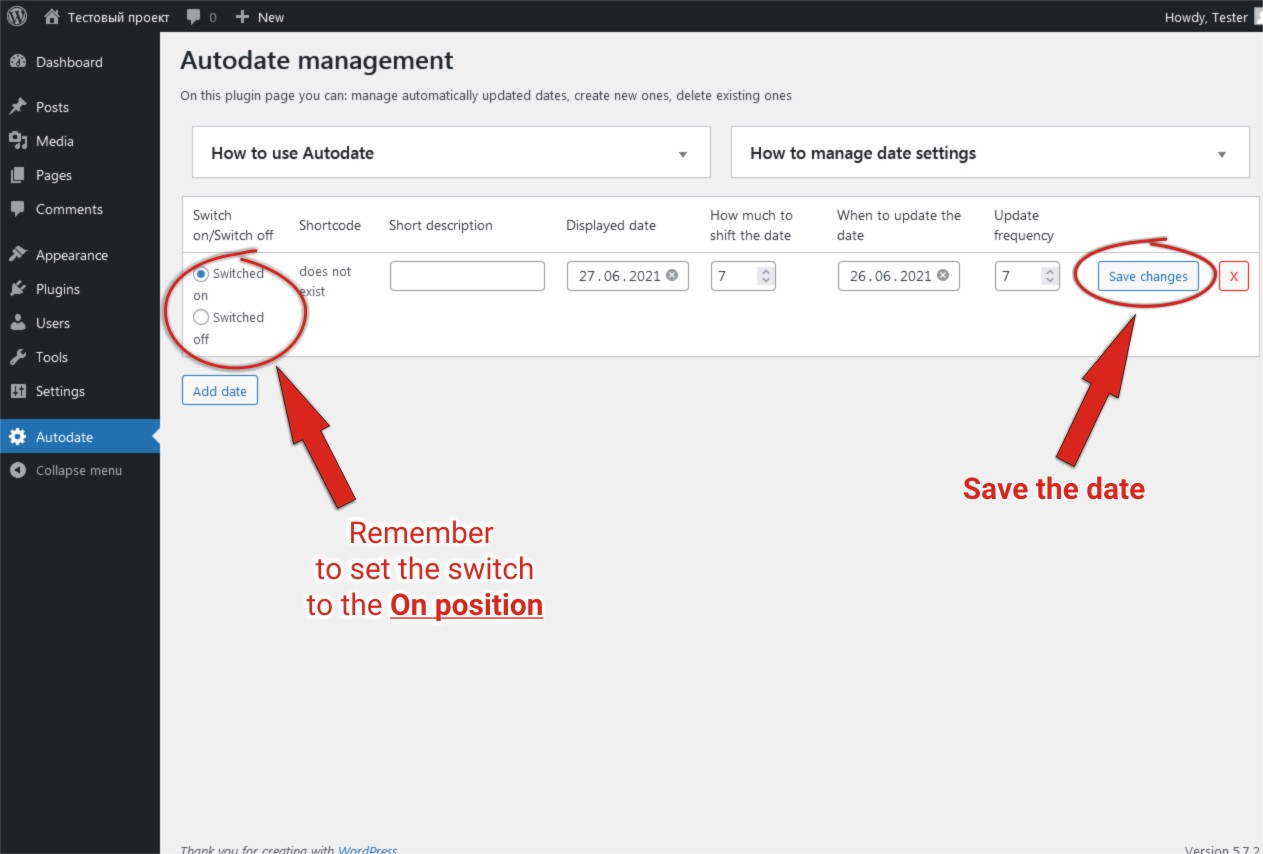 Тестовый проект 0 New Howdy, Tester
Dashboard
Posts
Media
Pages
Comments
Appearance
Plugins
Users
Tools
Settings
Autodate
Collapse menu
Autodate management
On this plugin page you can: manage automatically updated dates, create new ones, delete existing ones
How to use Autodate
How to manage date settings
Switch
on/Switch off
Shortcode
Short description
Displayed date
How much to
shift the date
When to update the
date
Update
frequency
Switched
on
Switched
off
does not
exist
27.06.2021
7
26.06.2021
7
Save changes
X
Add date
Remember
to set the switch
to the On position
Save the date
Thank you for creating with WordPress
Version 5.7.2